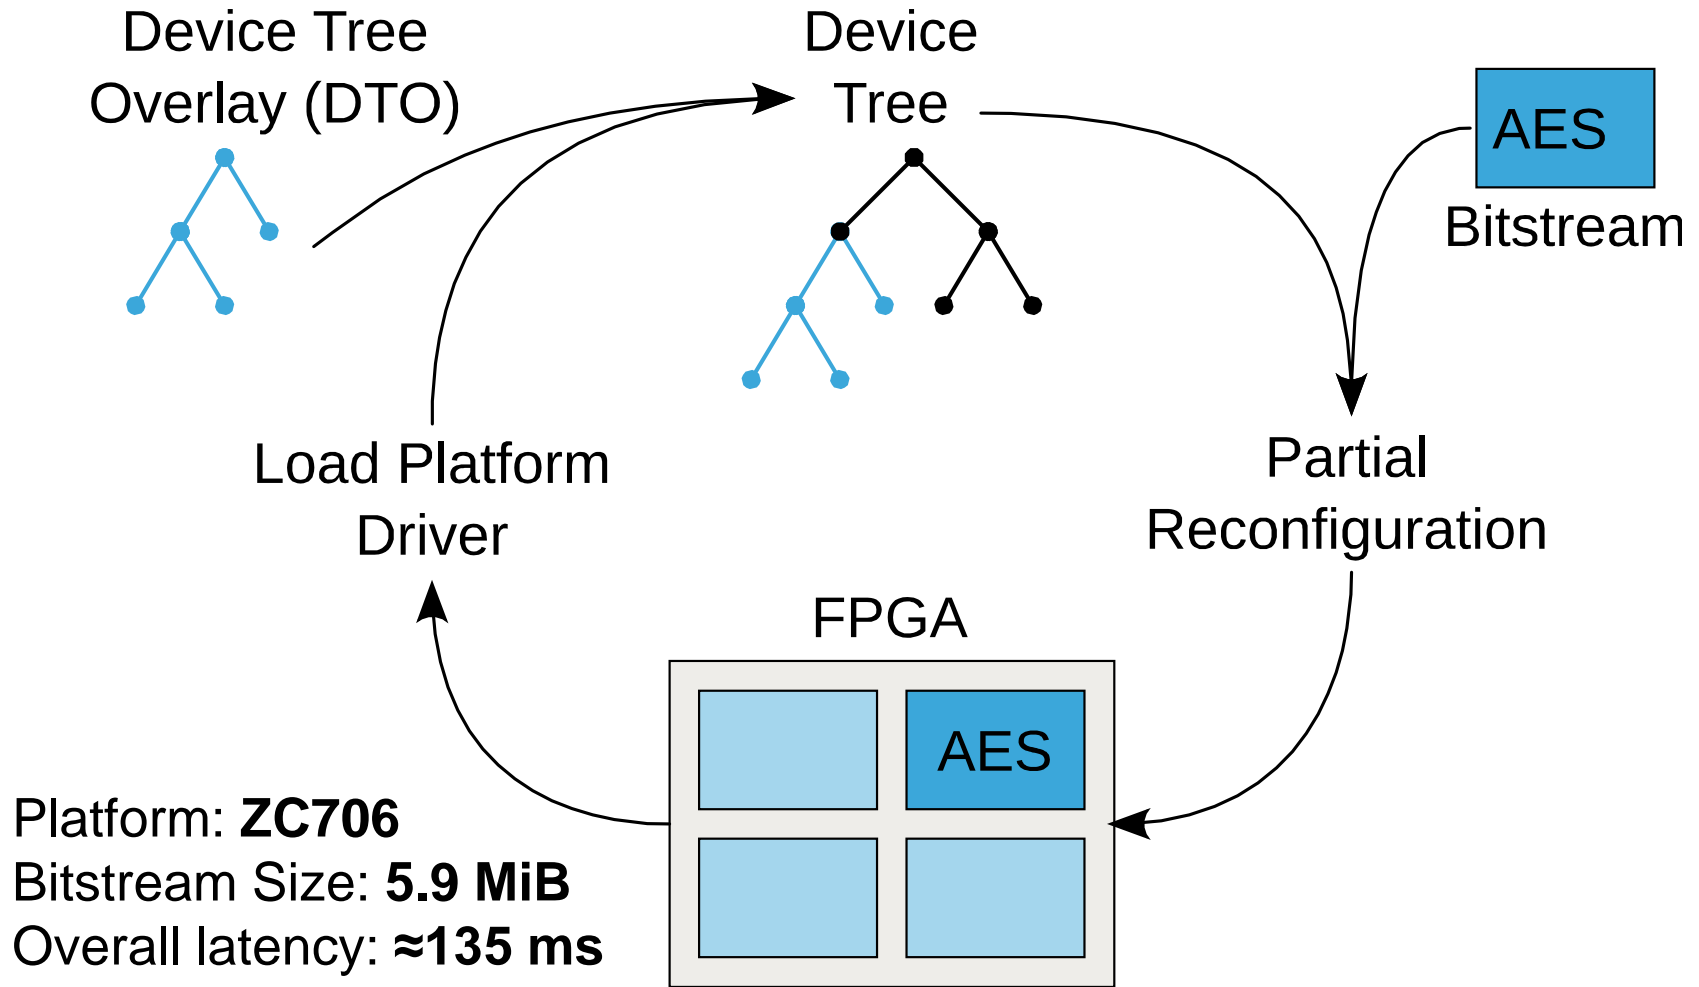 Device Tree
Overlay (DTO)
Device
Tree
AES
Bitstream
Load Platform
Driver
Partial
Reconfiguration
FPGA
AES
Platform: ZC706
Bitstream Size: 5.9 MiB
Overall latency: ≈135 ms